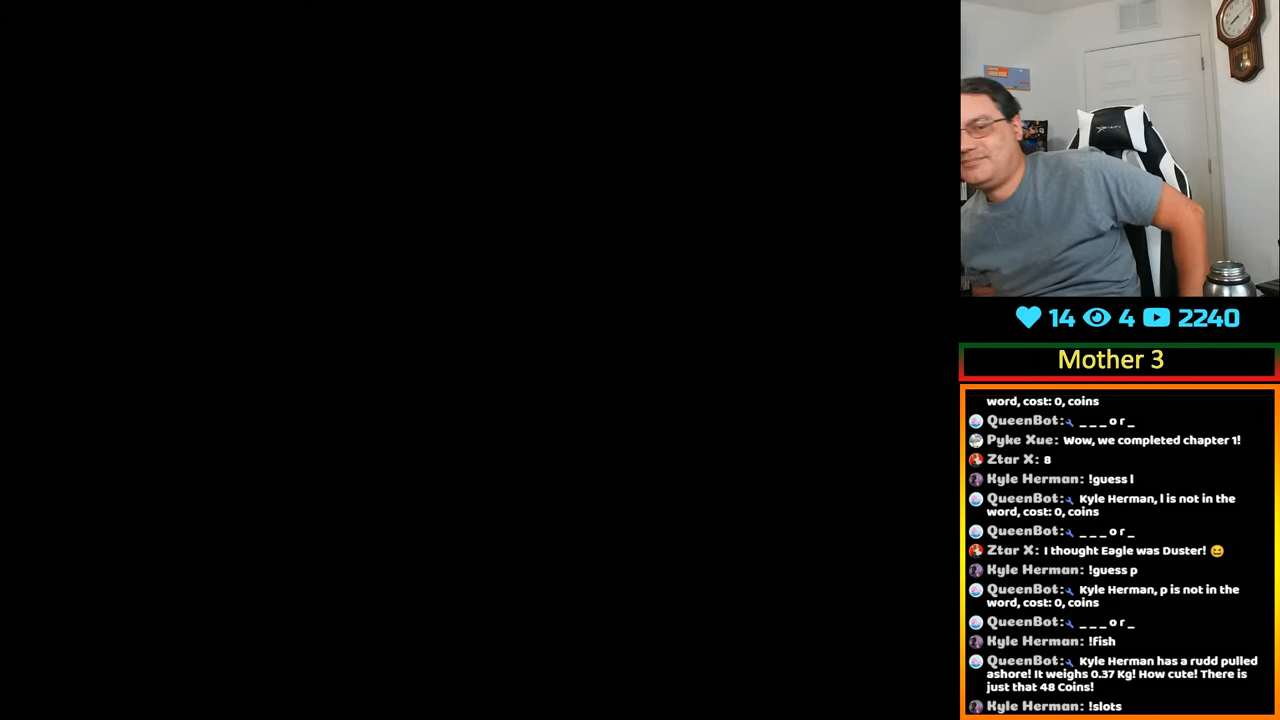 14 4 2240
Mother 3
word, cost: 0, coins
QueenBot: _ _ _ o r _
Pyke Xue: Wow, we completed chapter 1!
Ztar X: 8
Kyle Herman: !guess l
QueenBot: Kyle Herman, l is not in the
word, cost: 0, coins
QueenBot: _ _ _ o r _
Ztar X: I thought Eagle was Duster! 😆
Kyle Herman: !guess p
QueenBot: Kyle Herman, p is not in the
word, cost: 0, coins
QueenBot: _ _ _ o r _
Kyle Herman: !fish
QueenBot: Kyle Herman has a rudd pulled
ashore! It weighs 0.37 Kg! How cute! There is
just that 48 Coins!
Kyle Herman: !slots